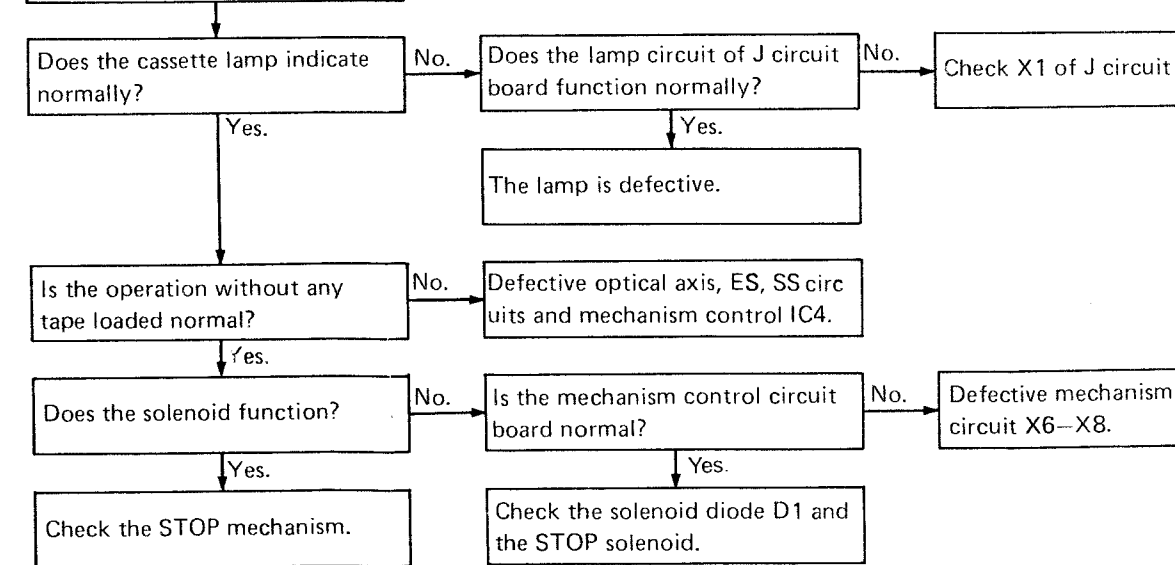 Does the cassette lamp indicate
normally?
No.
Does the lamp circuit of J circuit
board function normally?
No.
Check X1 of J circuit
Yes.
Yes.
The lamp is defective.
Is the operation without any
tape loaded normal?
No.
Defective optical axis, ES, SS circ
uits and mechanism control IC4.
Yes.
Does the solenoid function?
No.
Is the mechanism control circuit
board normal?
No.
Defective mechanism
circuit X6–X8.
Yes.
Yes.
Check the STOP mechanism.
Check the solenoid diode D1 and
the STOP solenoid.